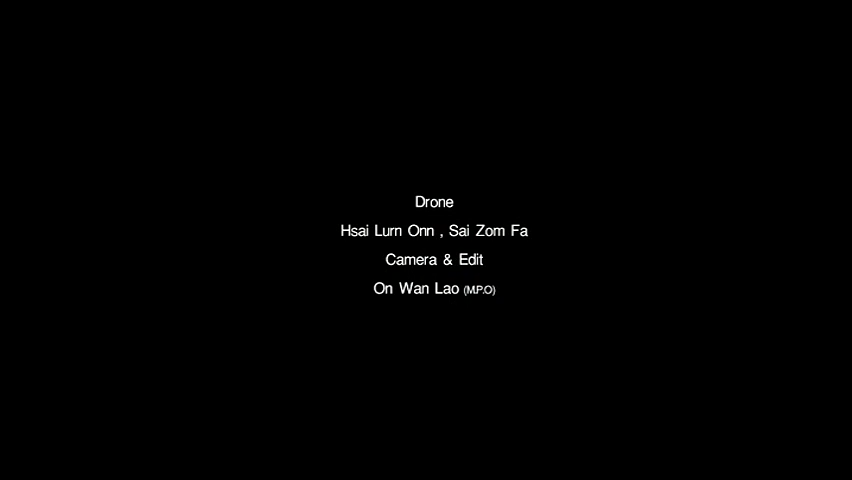 Drone
Hsai Lurn Onn , Sai Zom Fa
Camera & Edit
On Wan Lao (M.P.O)